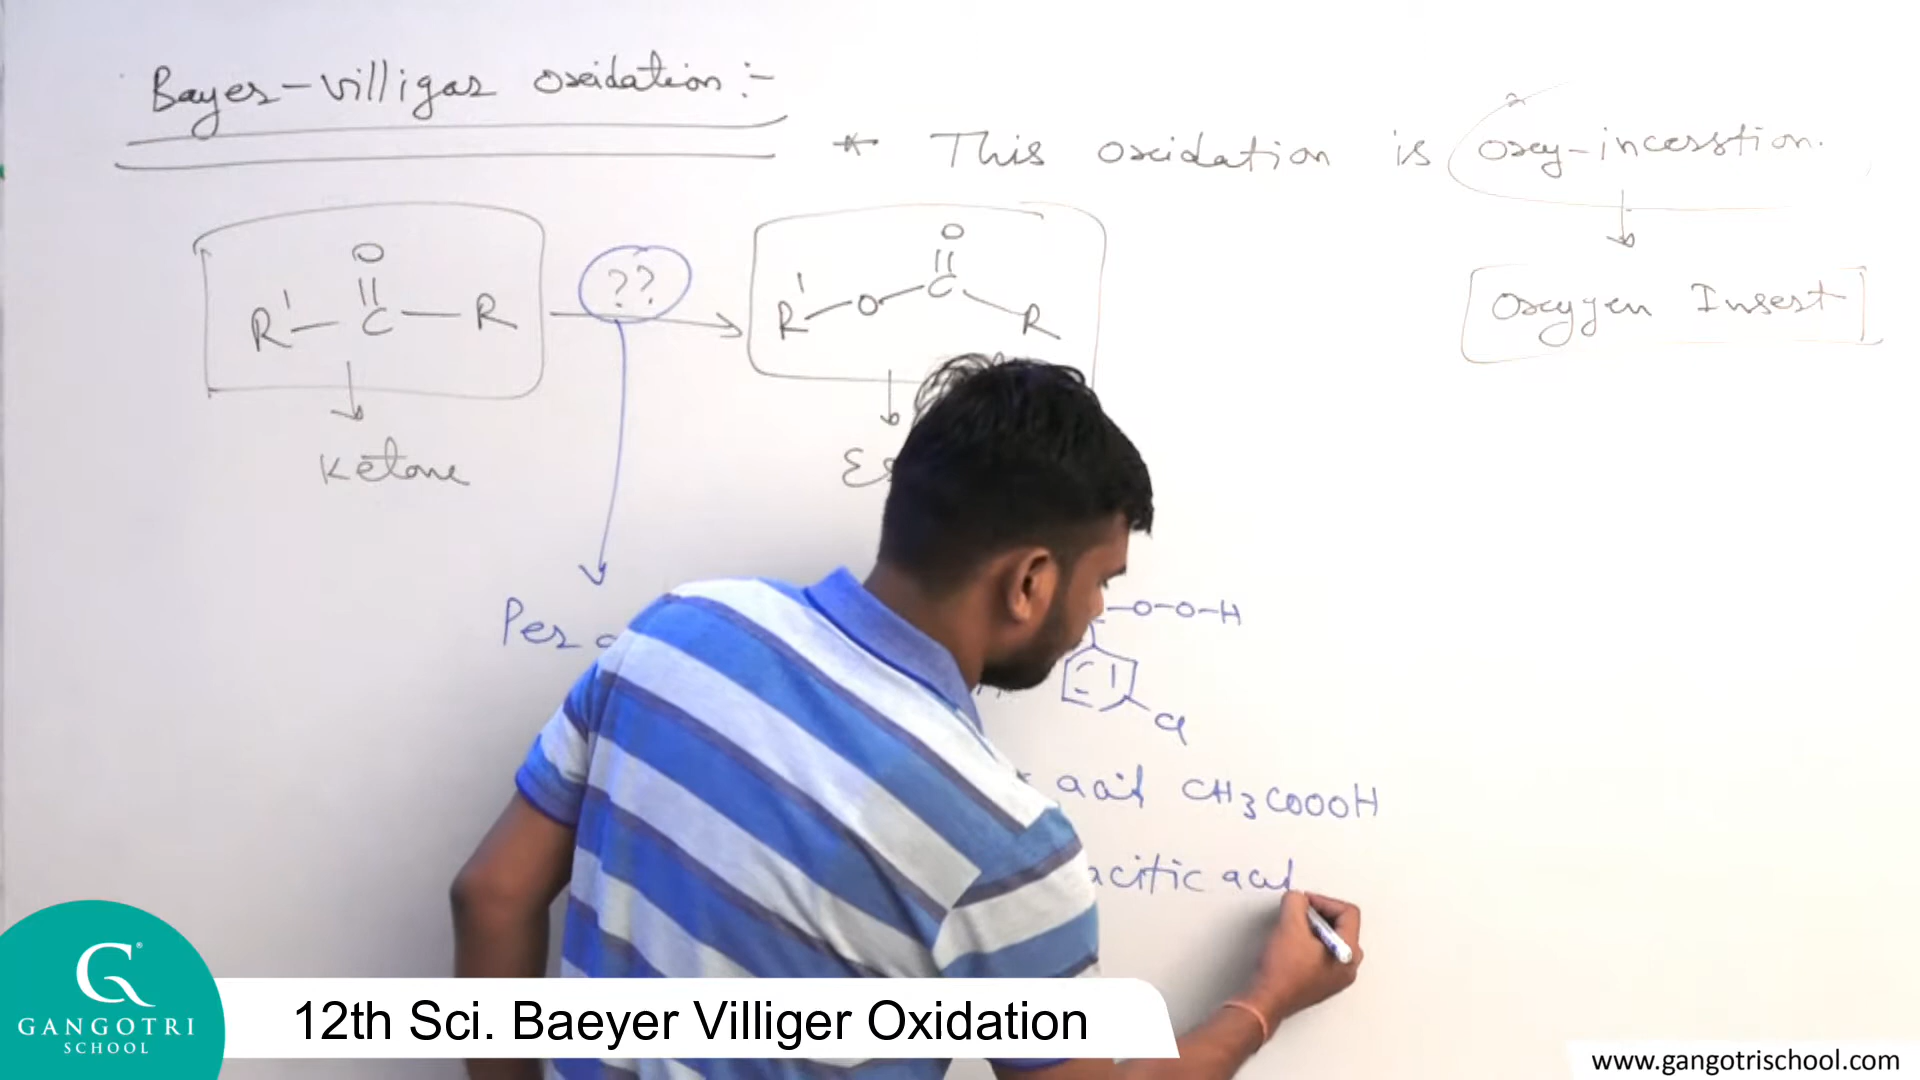 Bayer-villigar oxidation :-
* This oxidation is oxy-incerstion.
Oxygen Insert
O
R' - C - R
??
O
R' O C R
Ketone
Per
-O-O-H
Cl
acid CH3COOOH
acitic acid
G
GANGOTRI
SCHOOL
12th Sci. Baeyer Villiger Oxidation
www.gangotrischool.com